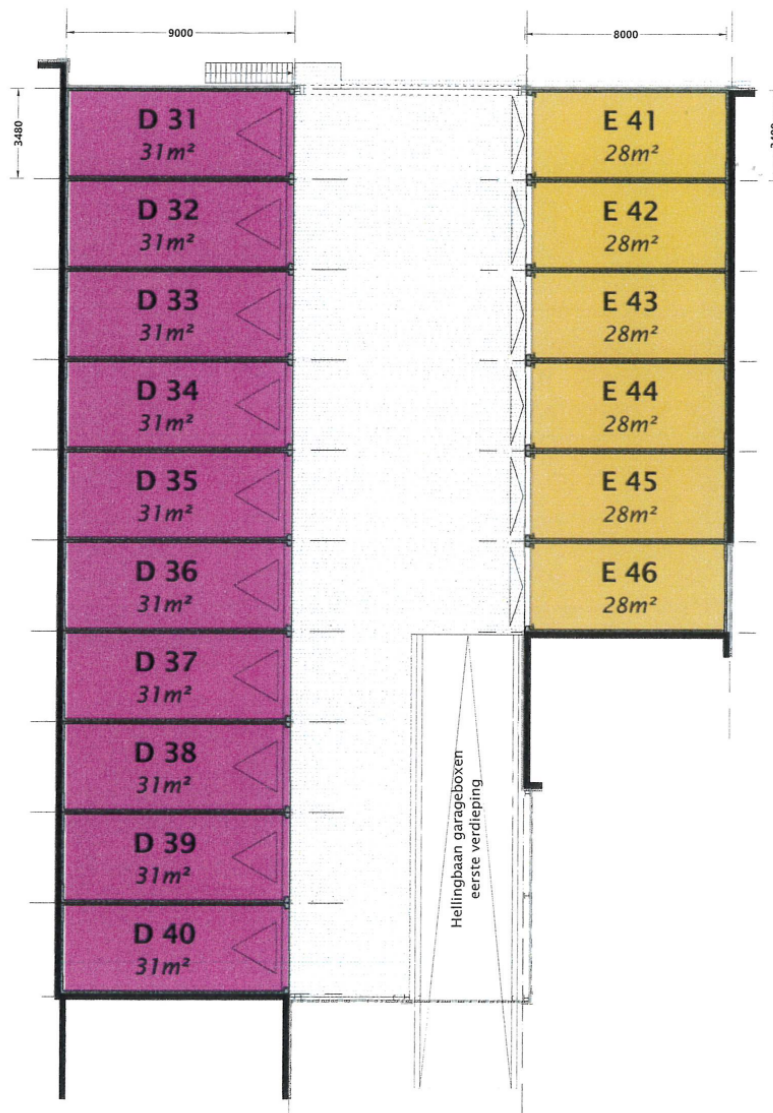 9000
8000
3480
D 31
31m²
D 32
31m²
D 33
31m²
D 34
31m²
D 35
31m²
D 36
31m²
D 37
31m²
D 38
31m²
D 39
31m²
D 40
31m²
E 41
28m²
E 42
28m²
E 43
28m²
E 44
28m²
E 45
28m²
E 46
28m²
Hellingbaan garageboxen
eerste verdieping